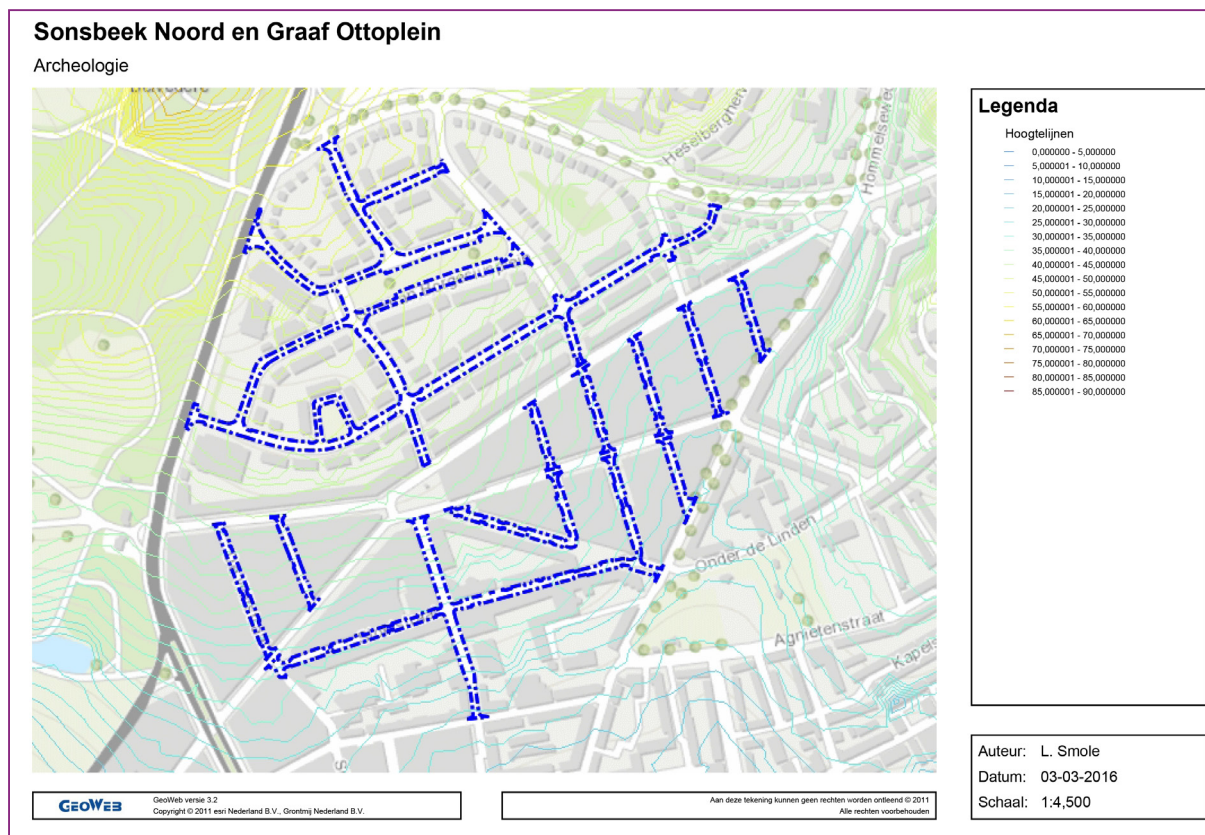 Sonsbeek Noord en Graaf Ottoplein
Archeologie
Heselbergherv
Hommelseweg
Onder de Linden
Agnietenstraat
Kapels
Legenda
Hoogtelijnen
0,000000 - 5,000000
5,000001 - 10,000000
10,000001 - 15,000000
15,000001 - 20,000000
20,000001 - 25,000000
25,000001 - 30,000000
30,000001 - 35,000000
35,000001 - 40,000000
40,000001 - 45,000000
45,000001 - 50,000000
50,000001 - 55,000000
55,000001 - 60,000000
60,000001 - 65,000000
65,000001 - 70,000000
70,000001 - 75,000000
75,000001 - 80,000000
80,000001 - 85,000000
85,000001 - 90,000000
Auteur: L. Smole
Datum: 03-03-2016
Schaal: 1:4,500
GEOWEB
GeoWeb versie 3.2
Copyright © 2011 esri Nederland B.V., Grontmij Nederland B.V.
Aan deze tekening kunnen geen rechten worden ontleend © 2011
Alle rechten voorbehouden